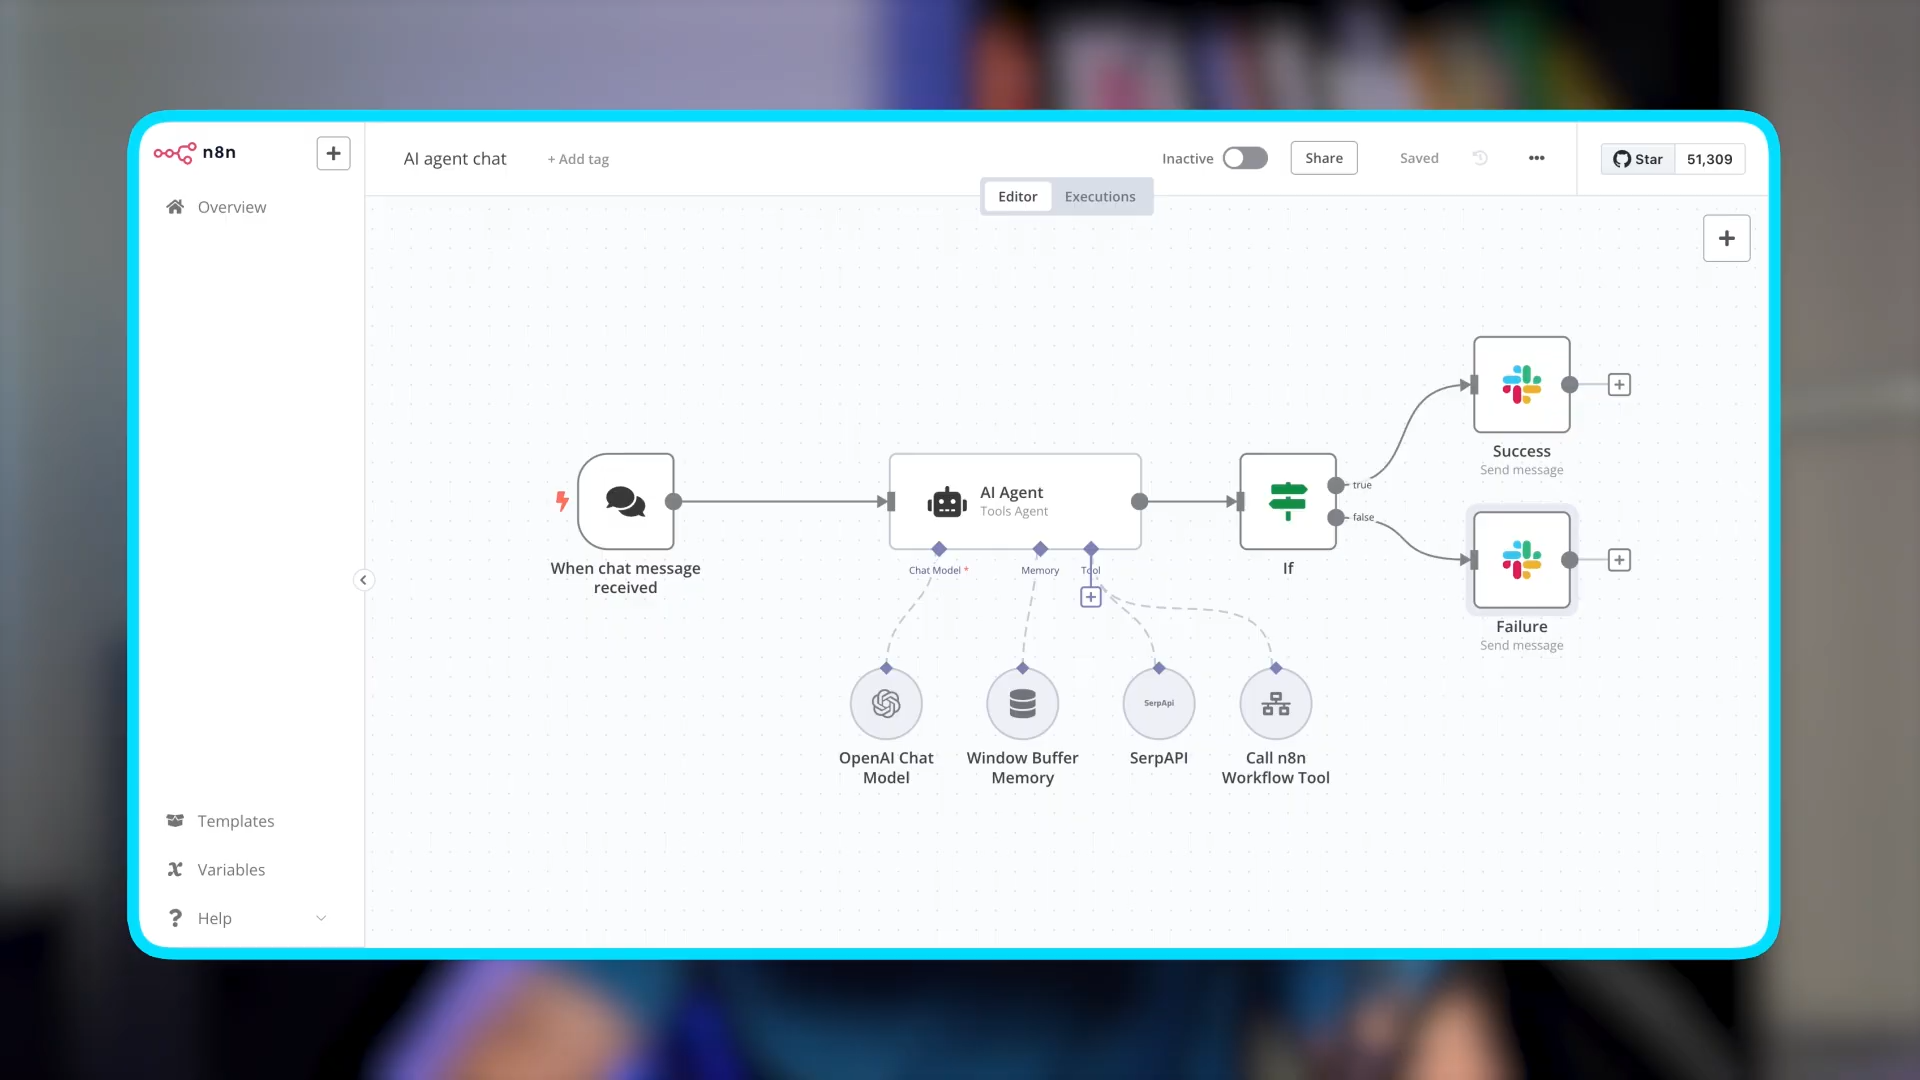 n8n
+ Add tag
AI agent chat
Inactive
Share
Saved
Star
51,309
Editor
Executions
Overview
Success
Send message
true
false
AI Agent
Tools Agent
When chat message
received
Chat Model *
Memory
Tool
If
Failure
Send message
SerpApi
OpenAI Chat
Model
Window Buffer
Memory
SerpAPI
Call n8n
Workflow Tool
Templates
Variables
Help